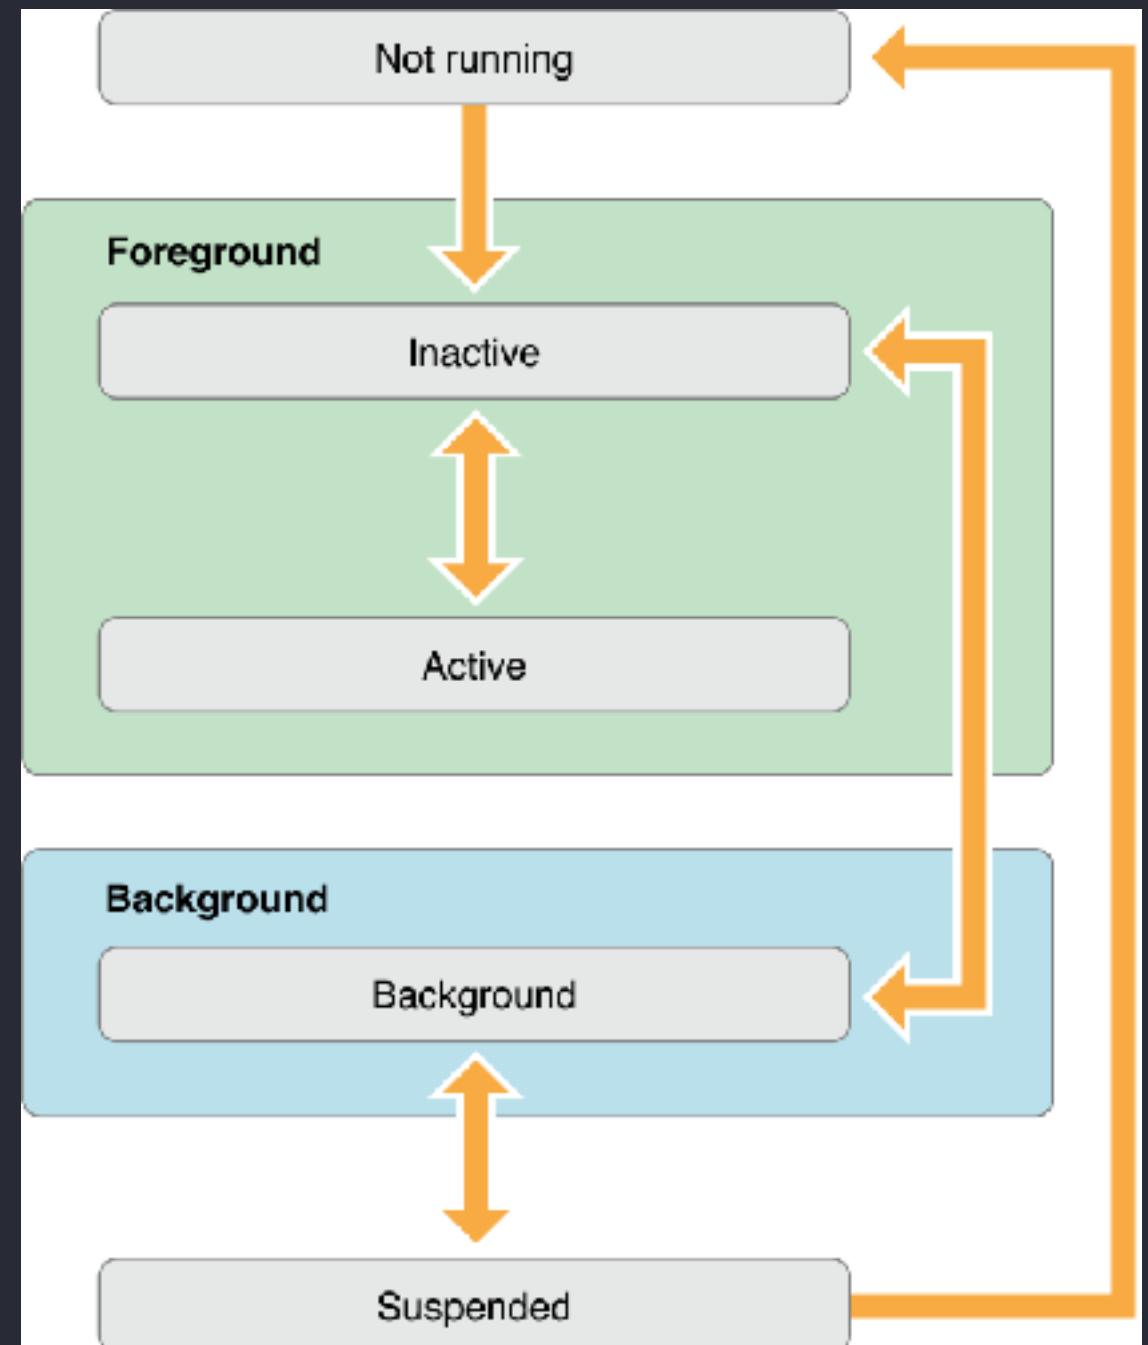 Not running
Foreground
Inactive
Active
Background
Background
Suspended